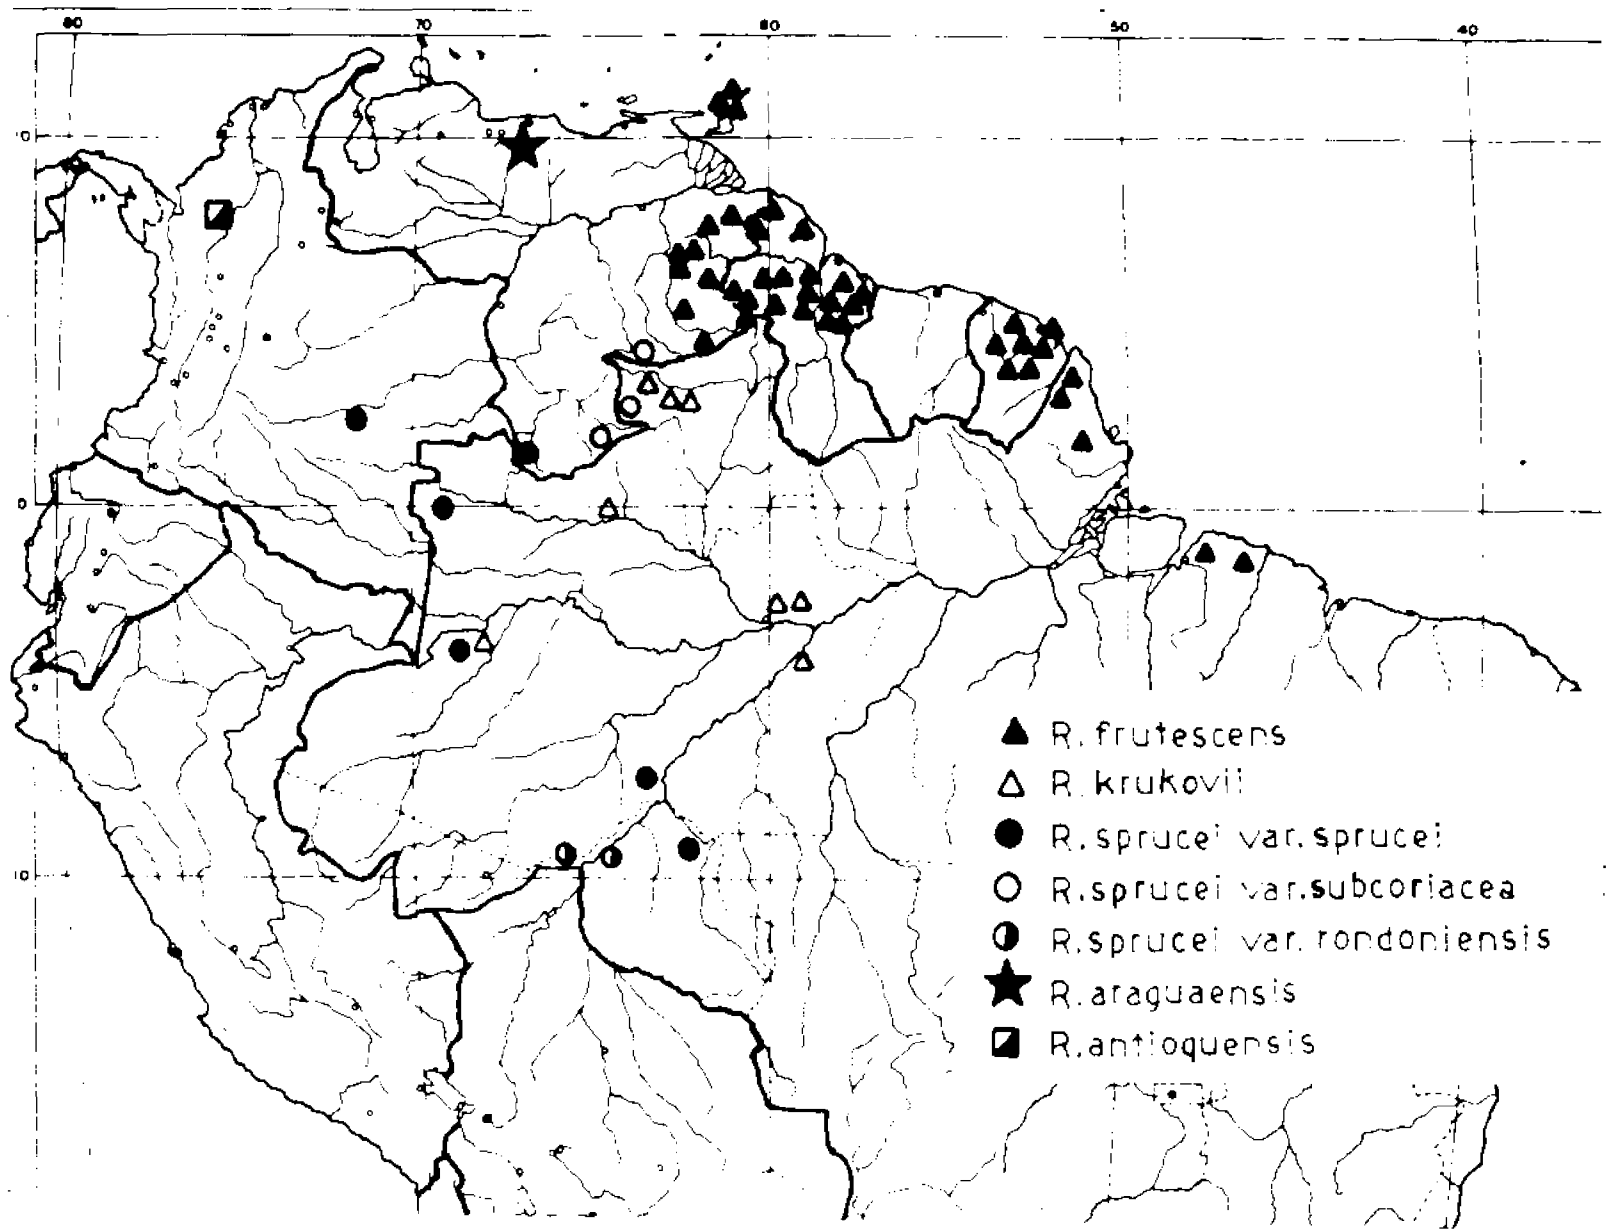 80 70 60 50 40
10
0
10
R. frutescens
R. krukovii
R. sprucei var. sprucei
R. sprucei var. subcoriacea
R. sprucei var. rondoniensis
R. araguaensis
R. antioquensis